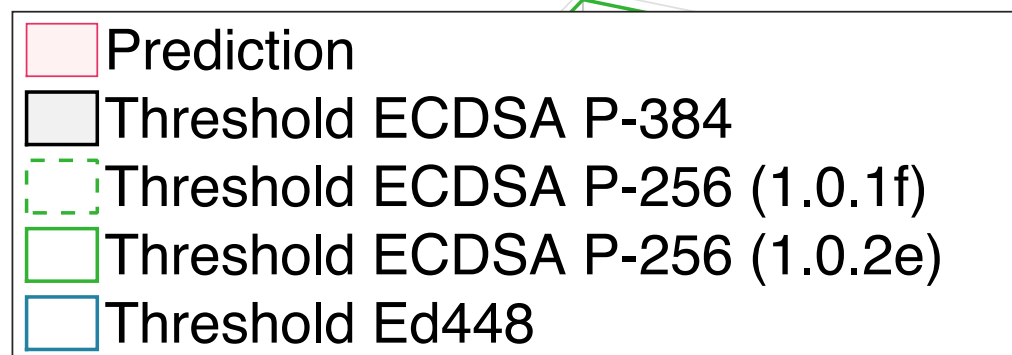 Prediction
Threshold ECDSA P-384
Threshold ECDSA P-256 (1.0.1f)
Threshold ECDSA P-256 (1.0.2e)
Threshold Ed448